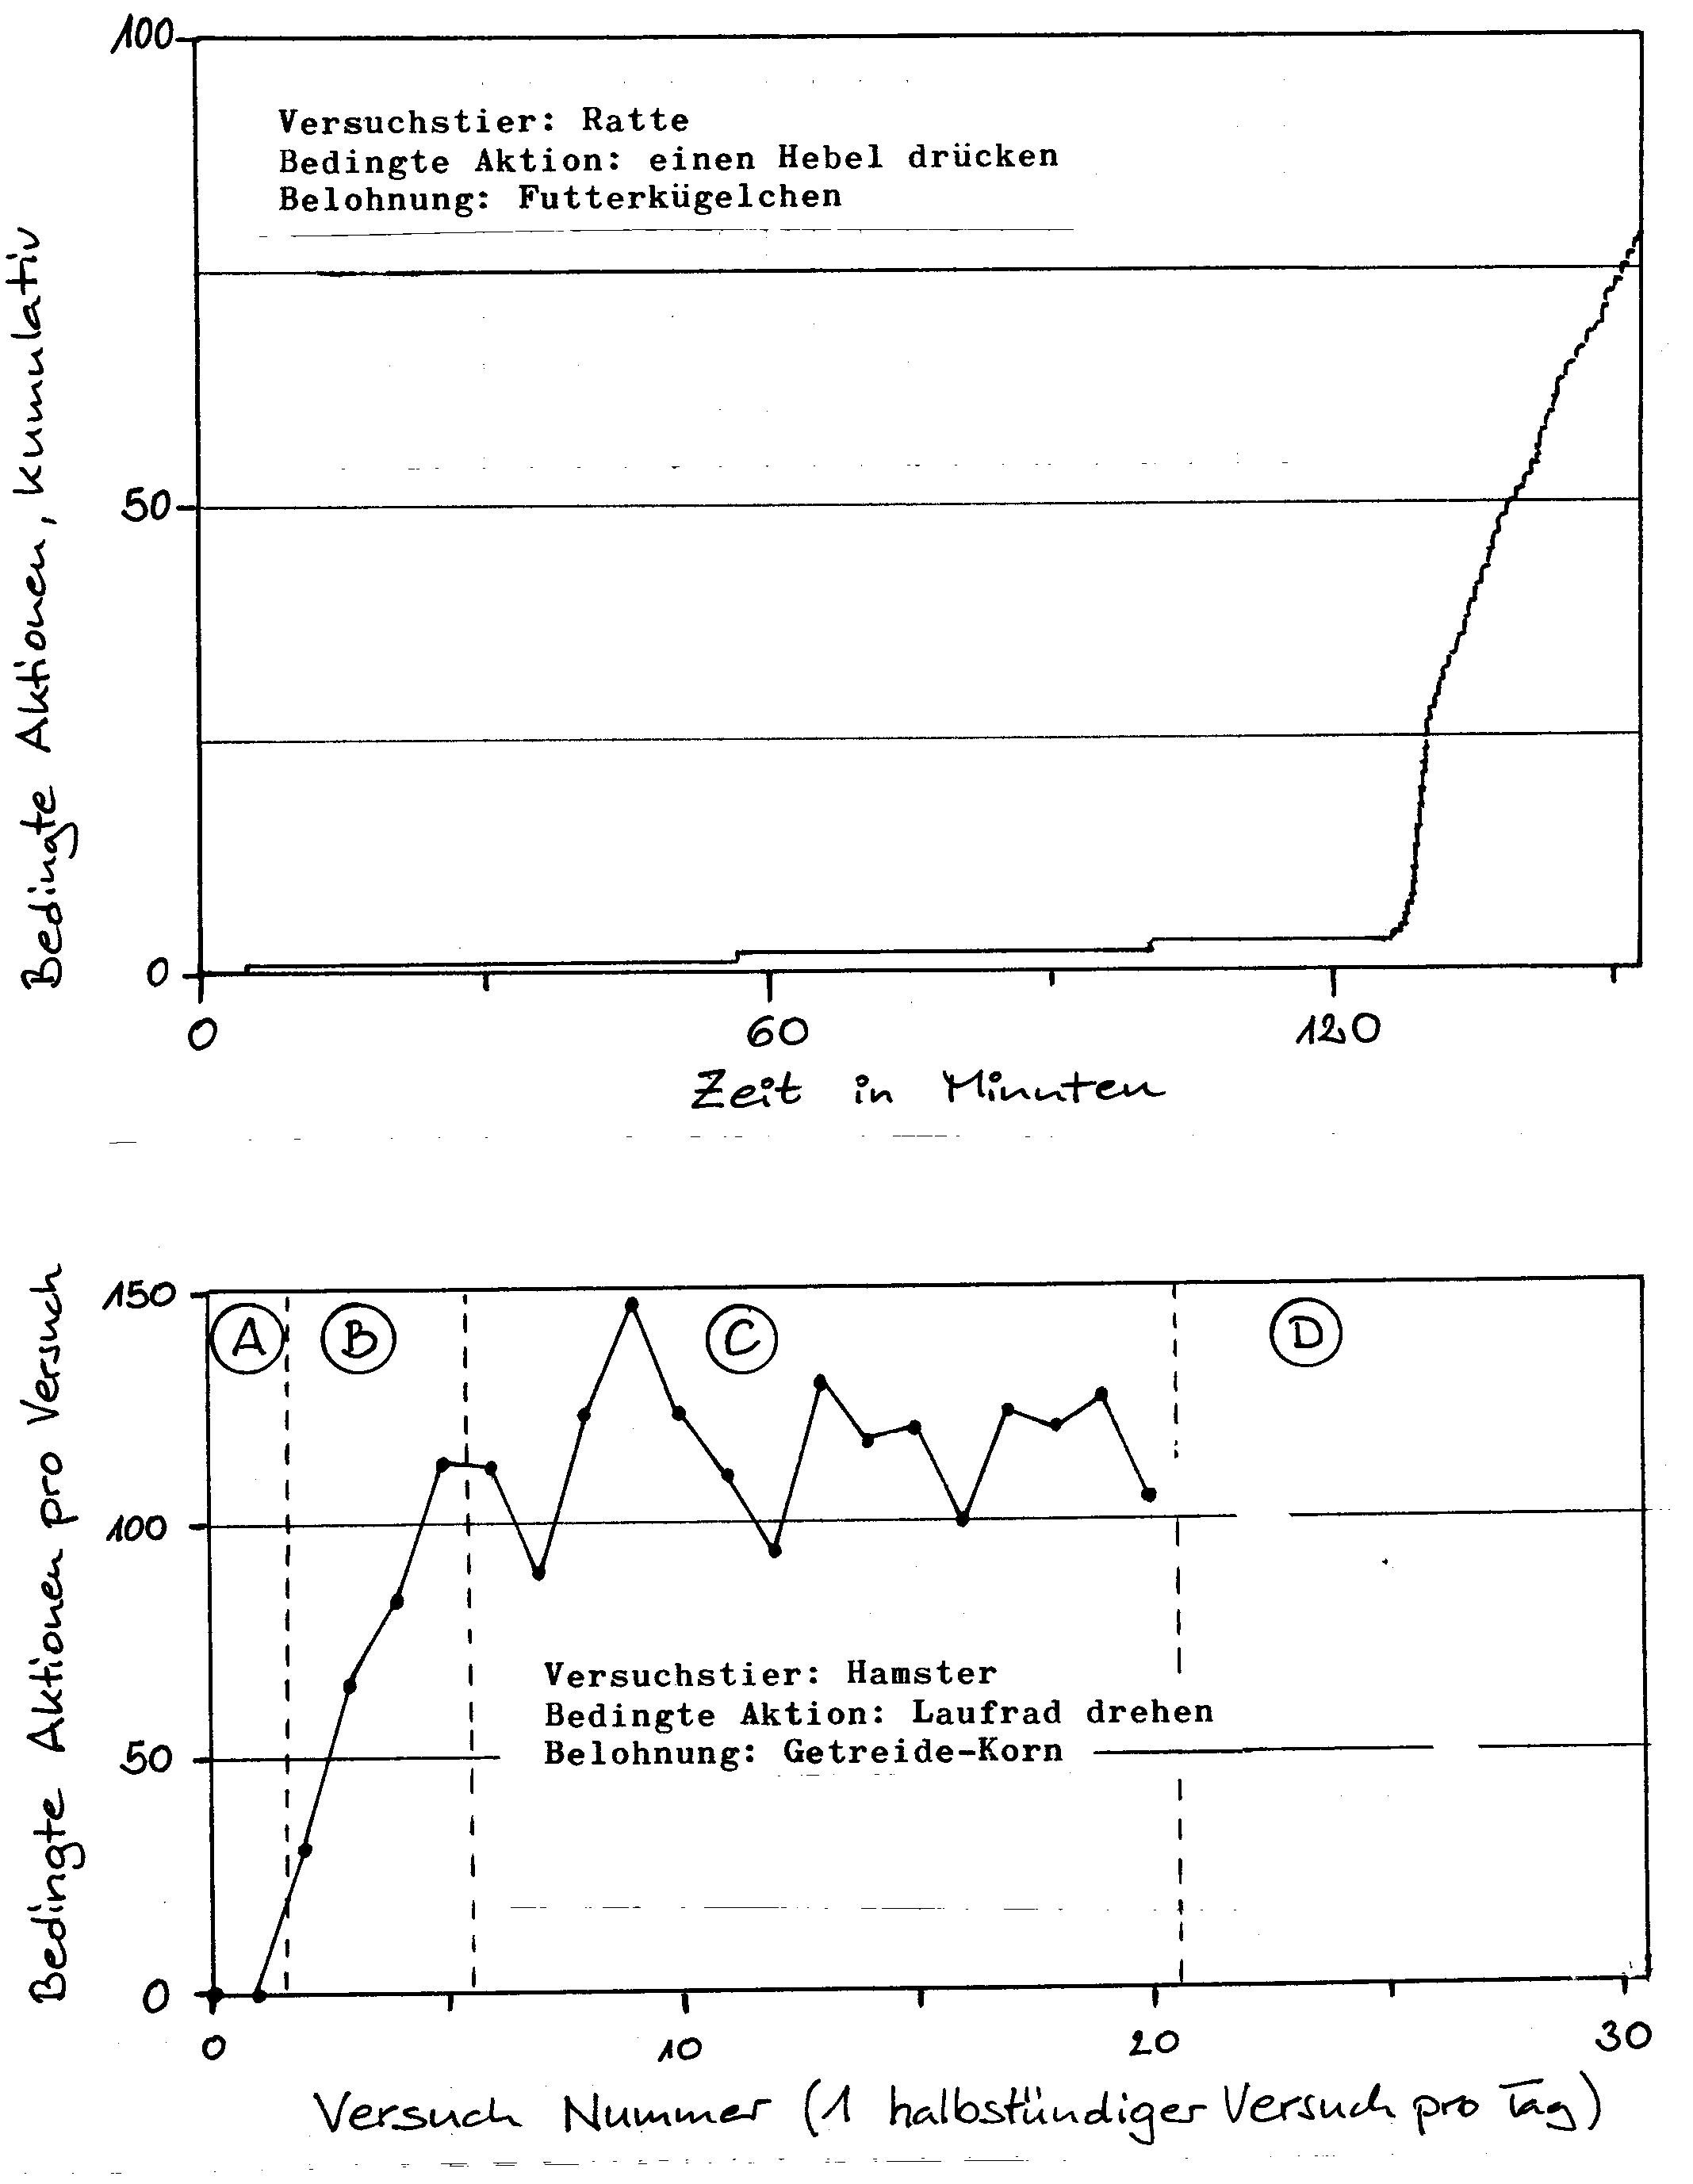 100
Versuchstier: Ratte
Bedingte Aktion: einen Hebel drücken
Belohnung: Futterkügelchen
Bedingte Aktionen, kumulativ
50
0
0 60 120
Zeit in Minuten
150
A B C D
Bedingte Aktionen pro Versuch
100
Versuchstier: Hamster
Bedingte Aktion: Laufrad drehen
Belohnung: Getreide-Korn
50
0
0 10 20 30
Versuch Nummer (1 halbstündiger Versuch pro Tag)